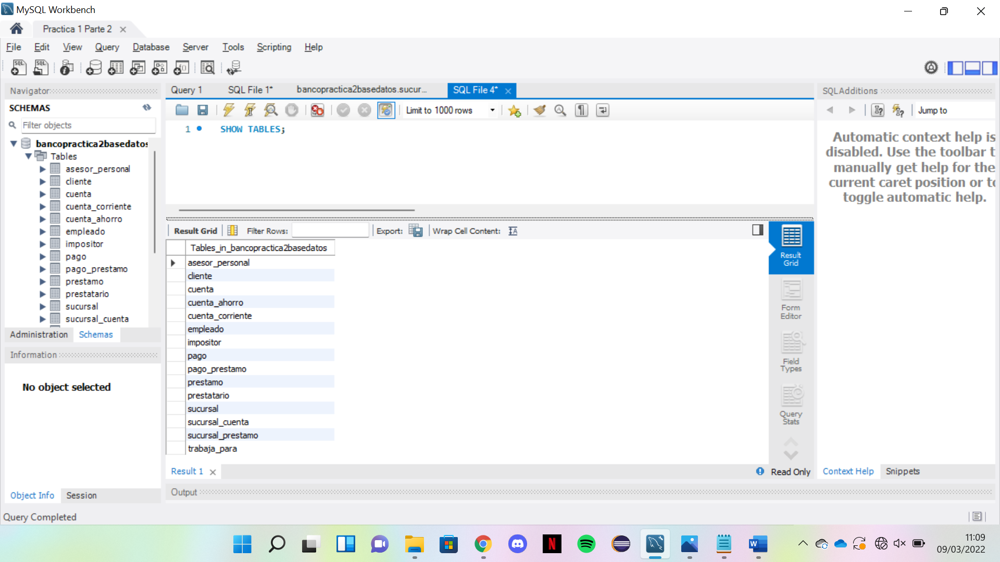 MySQL Workbench
Practica 1 Parte 2
File Edit View Query Database Server Tools Scripting Help
Navigator
SCHEMAS
Filter objects
bancopractica2basedatos
Tables
asesor_personal
cliente
cuenta
cuenta_corriente
cuenta_ahorro
empleado
impositor
pago
pago_prestamo
prestamo
prestatario
sucursal
sucursal_cuenta
Administration Schemas
Information
No object selected
Object Info Session
Query Completed
Query 1 SQL File 1* bancopractica2basedatos.sucur... SQL File 4*
Limit to 1000 rows
1 SHOW TABLES;
Result Grid Filter Rows: Export: Wrap Cell Content:
Tables_in_bancopractica2basedatos
asesor_personal
cliente
cuenta
cuenta_ahorro
cuenta_corriente
empleado
impositor
pago
pago_prestamo
prestamo
prestatario
sucursal
sucursal_cuenta
sucursal_prestamo
trabaja_para
Result 1
Read Only
Output
Result
Grid
Form
Editor
Field
Types
Query
Stats
SQLAdditions
Jump to
Automatic context help is
disabled. Use the toolbar t
manually get help for the
current caret position or to
toggle automatic help.
Context Help Snippets
11:09
09/03/2022